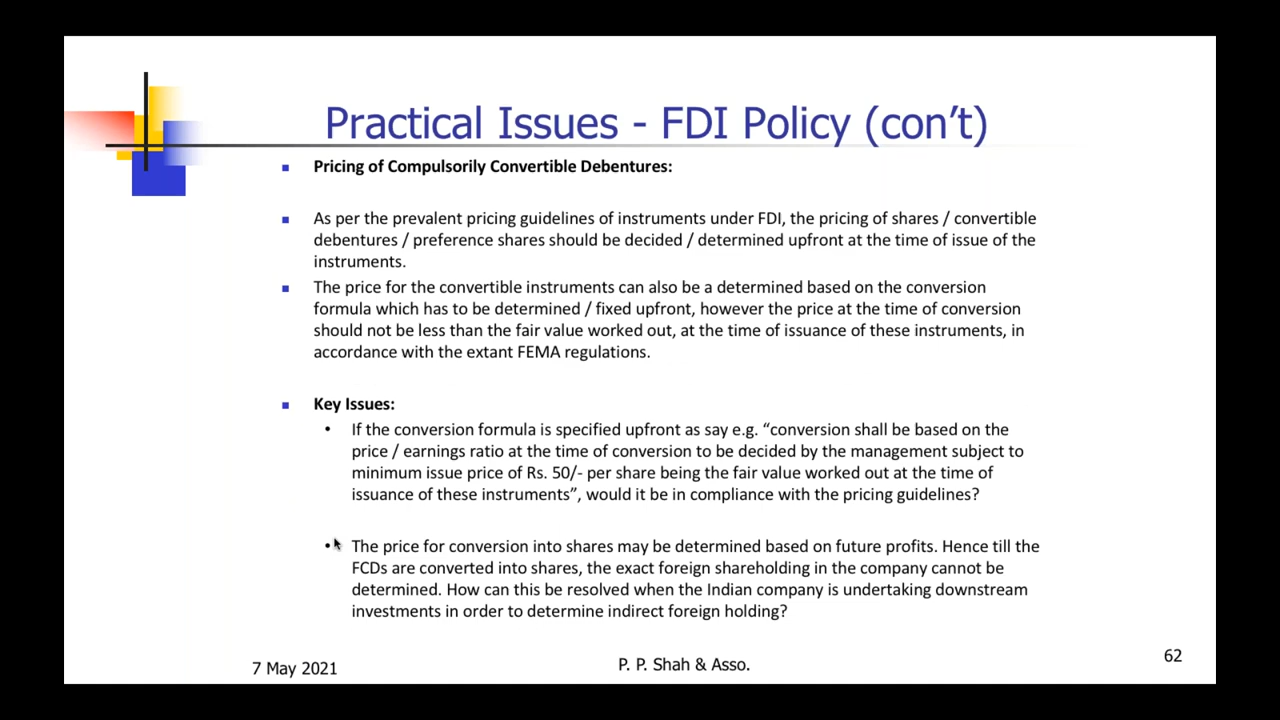 Practical Issues - FDI Policy (con’t)
Pricing of Compulsorily Convertible Debentures:
As per the prevalent pricing guidelines of instruments under FDI, the pricing of shares / convertible
debentures / preference shares should be decided / determined upfront at the time of issue of the
instruments.
The price for the convertible instruments can also be a determined based on the conversion
formula which has to be determined / fixed upfront, however the price at the time of conversion
should not be less than the fair value worked out, at the time of issuance of these instruments, in
accordance with the extant FEMA regulations.
Key Issues:
If the conversion formula is specified upfront as say e.g. “conversion shall be based on the
price / earnings ratio at the time of conversion to be decided by the management subject to
minimum issue price of Rs. 50/- per share being the fair value worked out at the time of
issuance of these instruments”, would it be in compliance with the pricing guidelines?
The price for conversion into shares may be determined based on future profits. Hence till the
FCDs are converted into shares, the exact foreign shareholding in the company cannot be
determined. How can this be resolved when the Indian company is undertaking downstream
investments in order to determine indirect foreign holding?
7 May 2021
P. P. Shah & Asso.
62